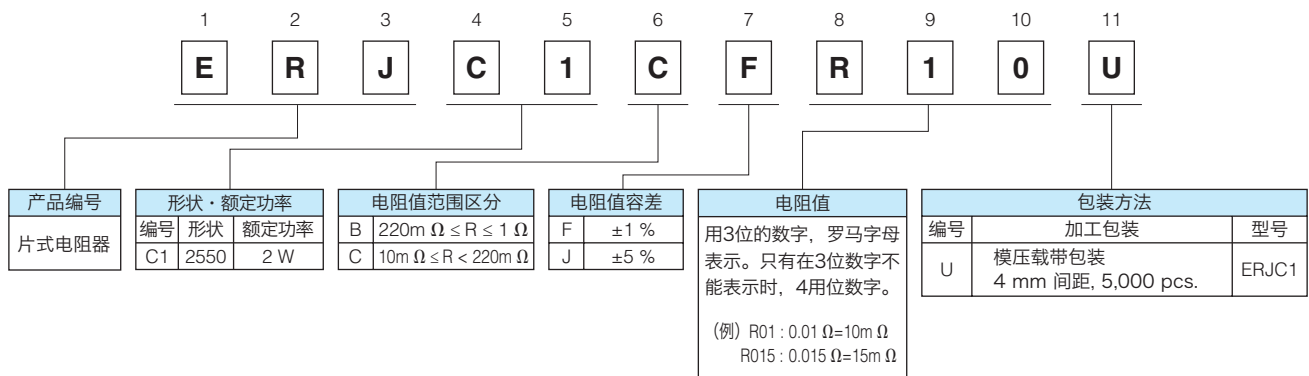 1 2 3 4 5 6 7 8 9 10 11
E R J C 1 C F R 1 0 U
产品编号
片式电阻器
形状・额定功率
编号 形状 额定功率
C1 2550 2 W
电阻值范围区分
B 220m Ω ≤ R ≤ 1 Ω
C 10m Ω ≤ R < 220m Ω
电阻值容差
F ±1 %
J ±5 %
电阻值
用3位的数字，罗马字母
表示。只有在3位数字不
能表示时，4用位数字。
(例) R01 : 0.01 Ω=10m Ω
R015 : 0.015 Ω=15m Ω
包装方法
编号 加工包装 型号
U 模压载带包装 ERJC1
4 mm 间距, 5,000 pcs.